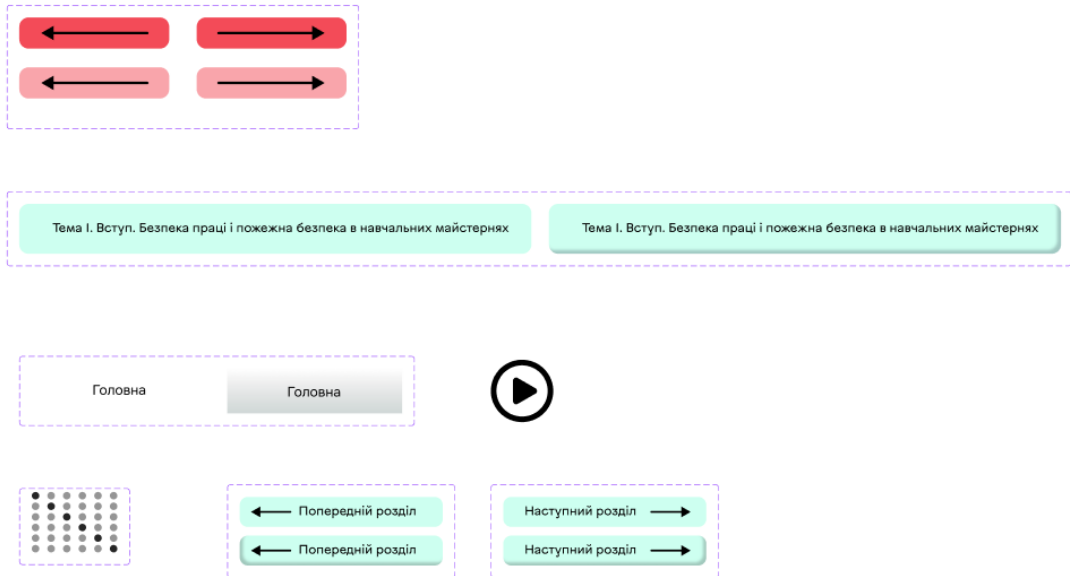 Тема І. Вступ. Безпека праці і пожежна безпека в навчальних майстернях
Тема І. Вступ. Безпека праці і пожежна безпека в навчальних майстернях
Головна
Головна
Попередній розділ
Наступний розділ
Попередній розділ
Наступний розділ